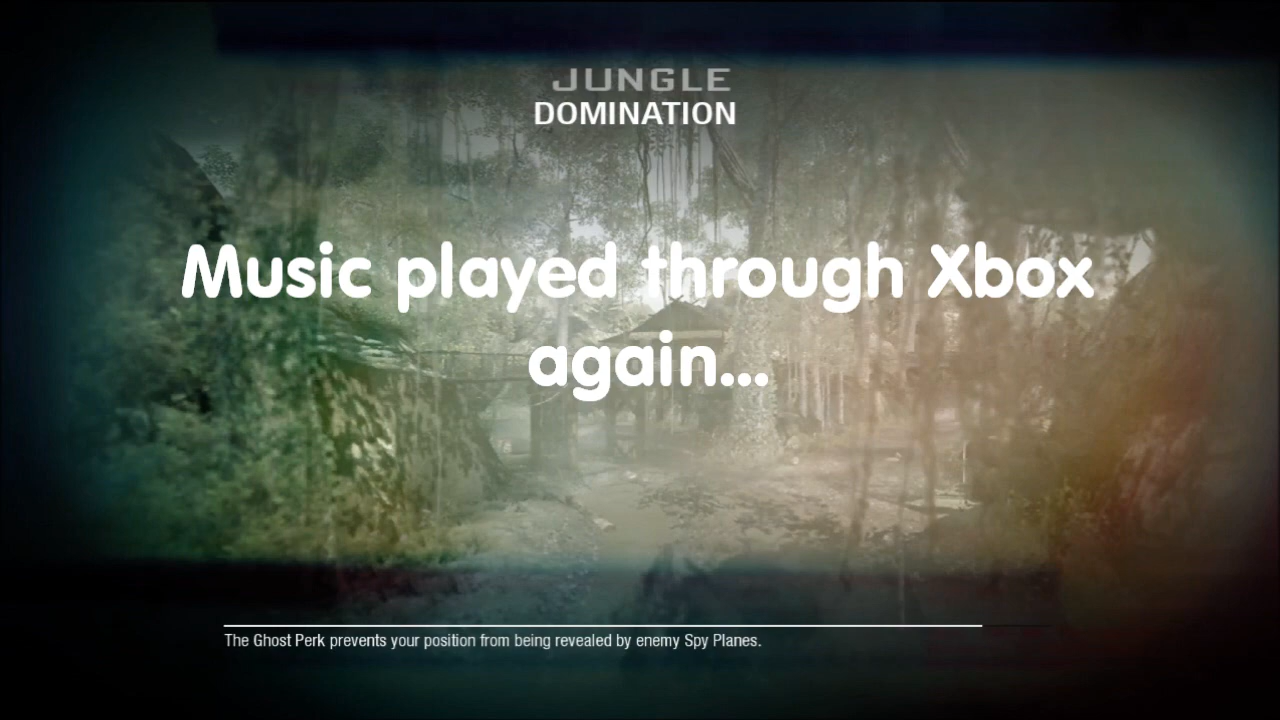 JUNGLE
DOMINATION
Music played through Xbox
again...
The Ghost Perk prevents your position from being revealed by enemy Spy Planes.